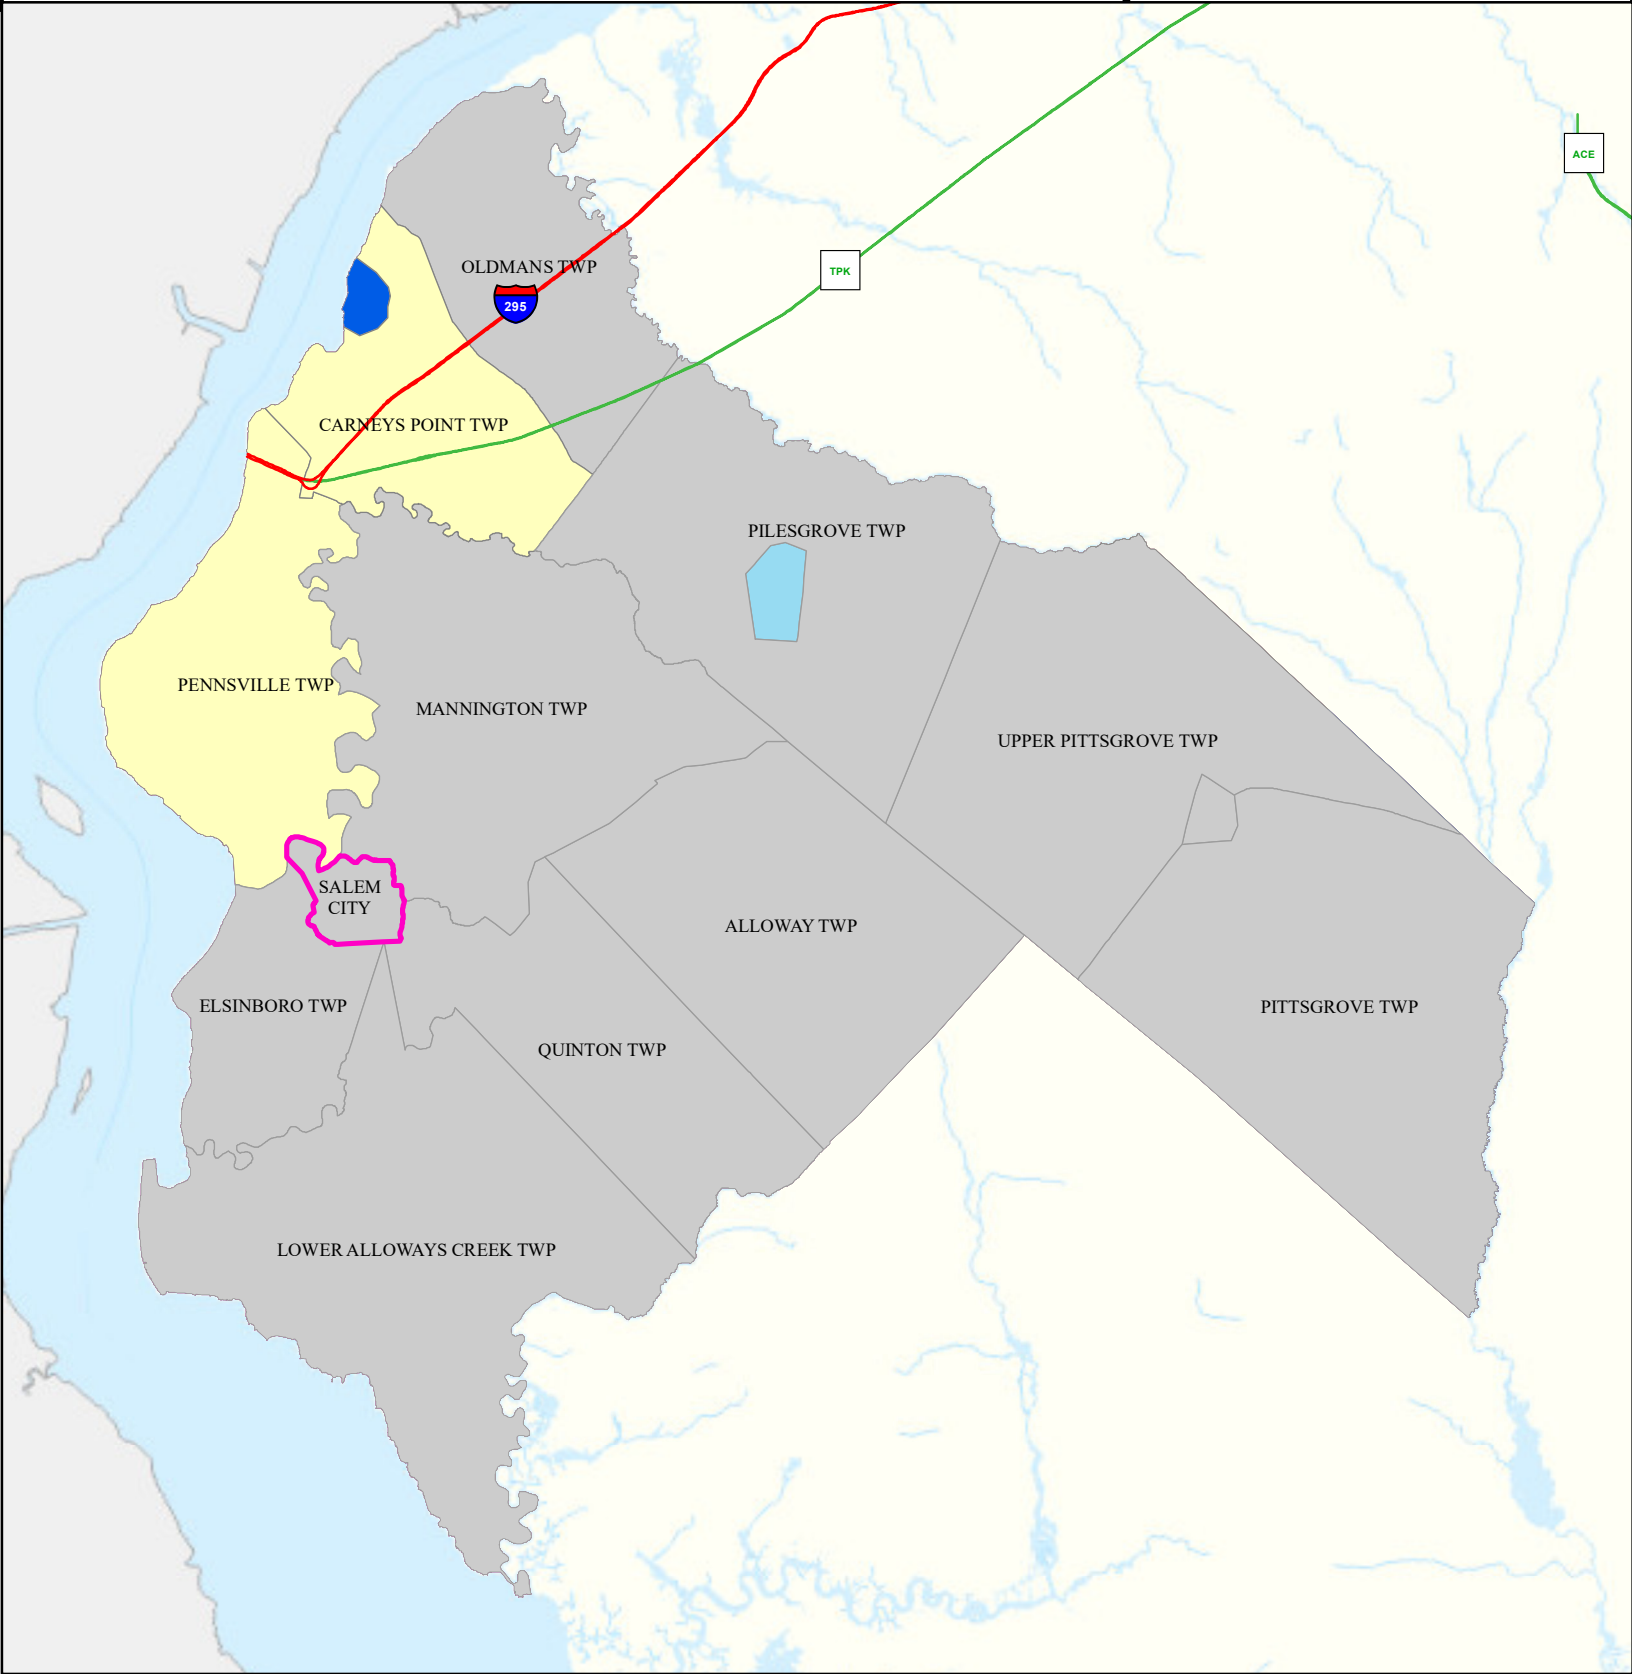 ACE
OLDMANS TWP
TPK
295
CARNEYS POINT TWP
PILESGROVE TWP
PENNSVILLE TWP
MANNINGTON TWP
UPPER PITTSGROVE TWP
SALEM
CITY
ALLOWAY TWP
ELSINBORO TWP
PITTSGROVE TWP
QUINTON TWP
LOWER ALLOWAYS CREEK TWP